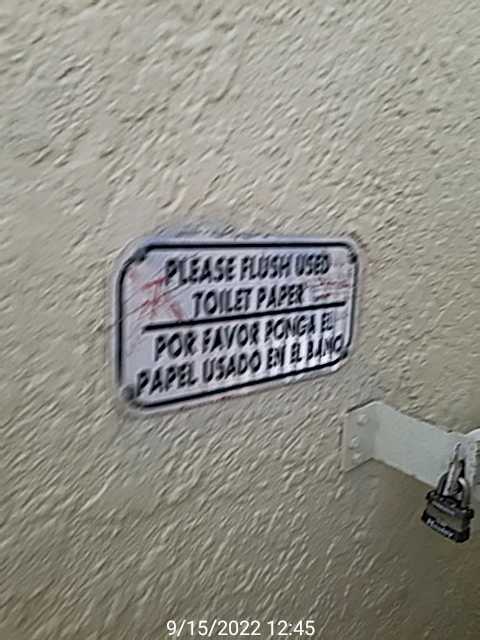 PLEASE FLUSH USED
TOILET PAPER
POR FAVOR PONGA EL
PAPEL USADO EN EL BAÑO
Master
9/15/2022 12:45